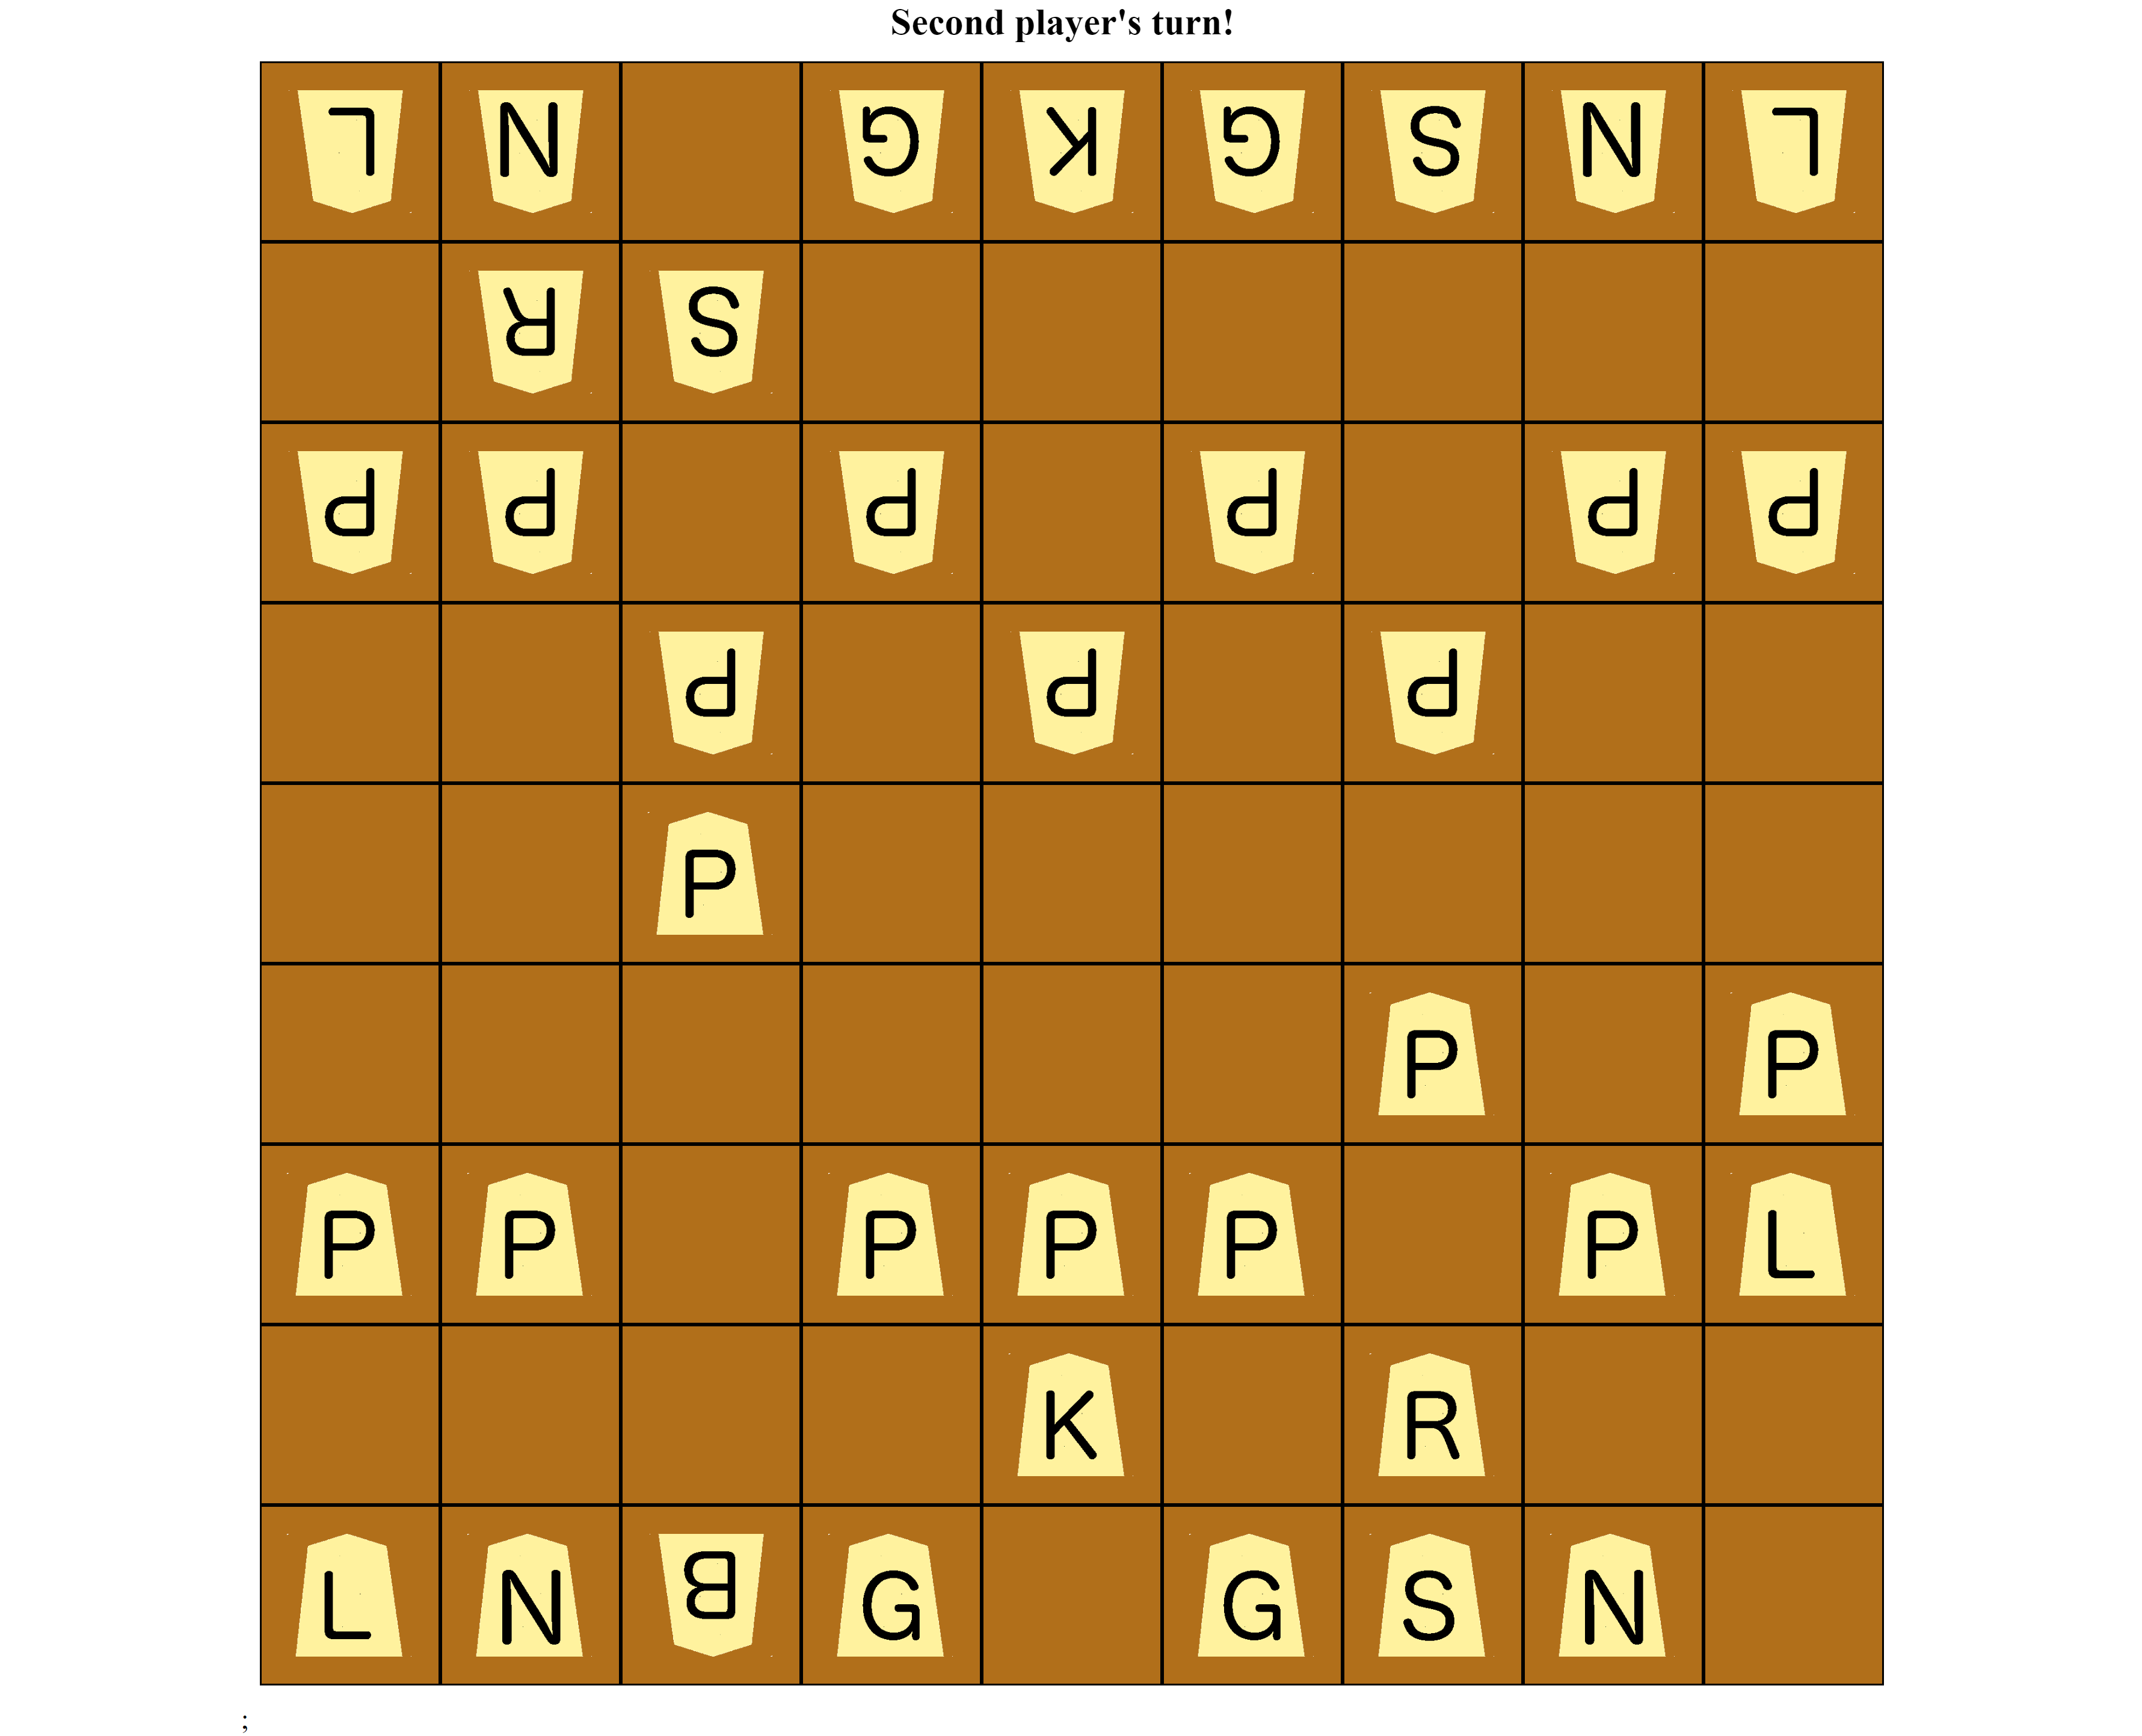 Second player's turn!
L N G K G S N L
R S
P P P P P P
P P P
P
P P
P P P P P P L
K R
L N B G G S N
;